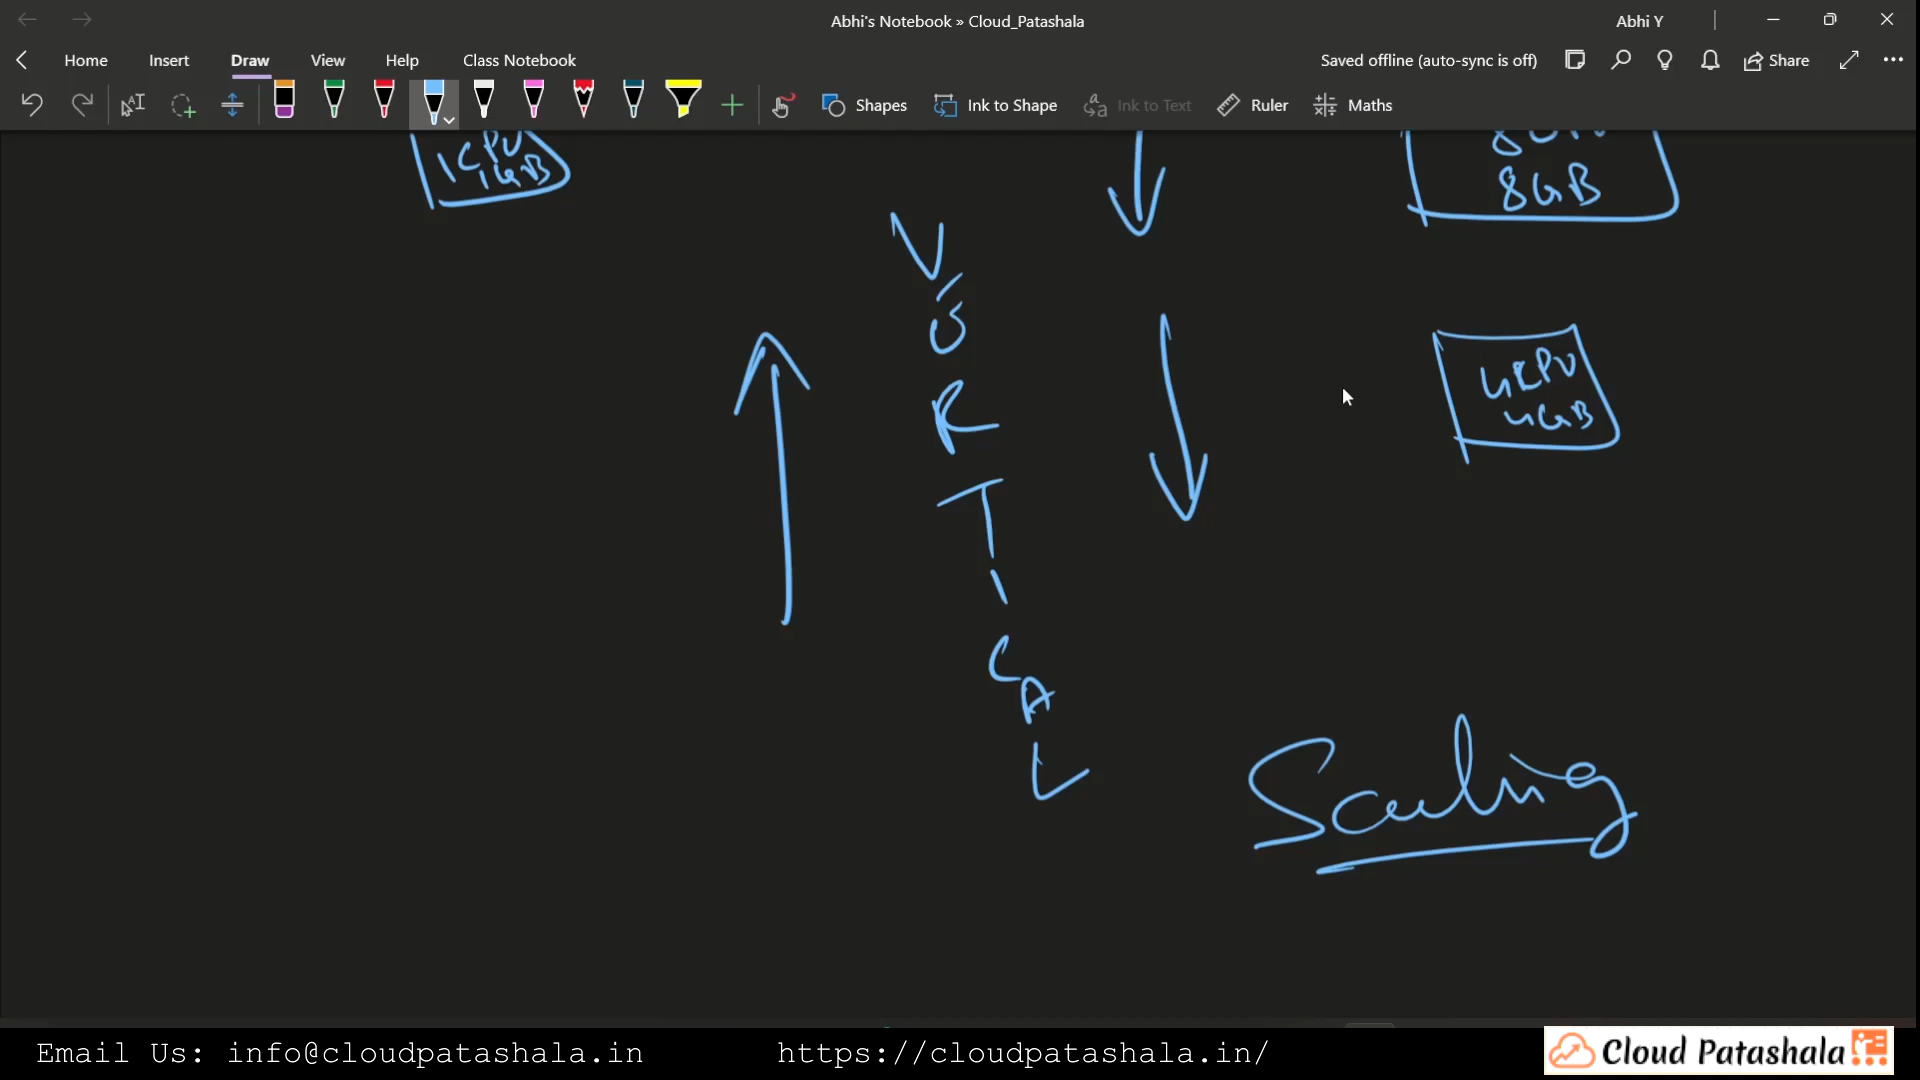 Abhi's Notebook » Cloud_Patashala
Abhi Y
Home Insert Draw View Help Class Notebook
Saved offline (auto-sync is off)
Share
Shapes Ink to Shape Ink to Text Ruler Maths
1CPU
1GB
8CPU
8GB
VERTICAL
4CPU
4GB
Scaling
Email Us: info@cloudpatashala.in
https://cloudpatashala.in/
Cloud Patashala